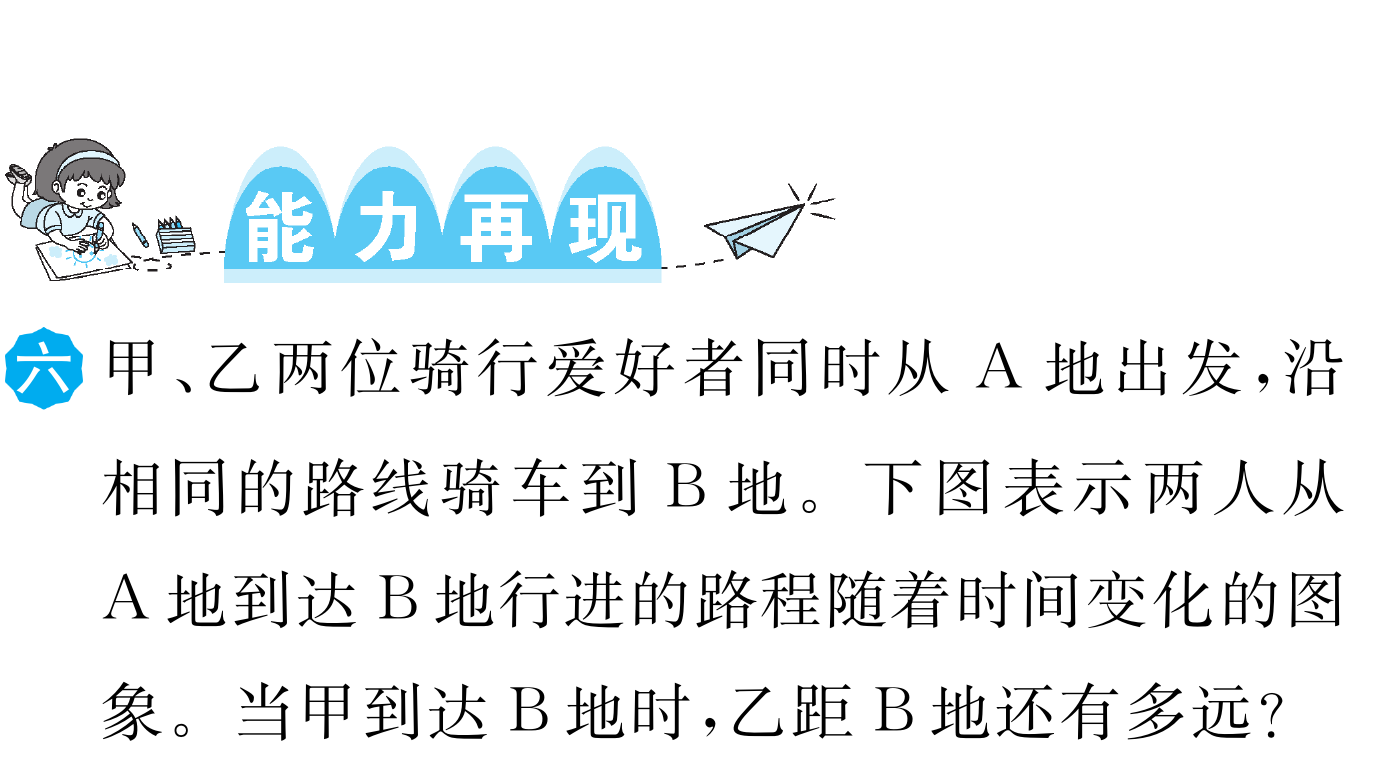 能力再现
六 甲、乙两位骑行爱好者同时从 A 地出发,沿
相同的路线骑车到 B 地。下图表示两人从
A 地到达 B 地行进的路程随着时间变化的图
象。当甲到达 B 地时,乙距 B 地还有多远?